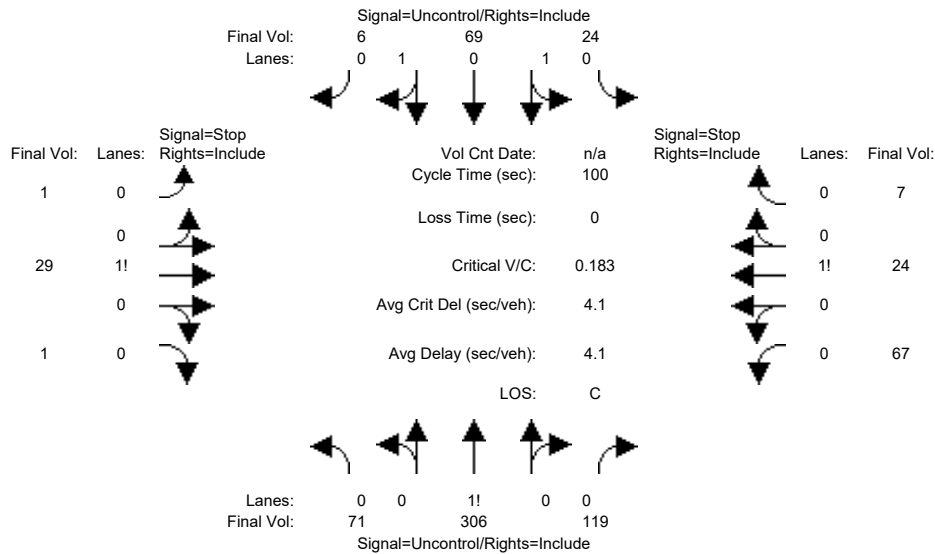 Signal=Uncontrol/Rights=Include
Final Vol: 6 69 24
Lanes: 0 1 0 1 0
Signal=Stop Signal=Stop
Final Vol: Lanes: Rights=Include Vol Cnt Date: n/a Rights=Include Lanes: Final Vol:
Cycle Time (sec): 100
1 0 0 7
Loss Time (sec): 0
0 0
29 1! Critical V/C: 0.183 1! 24
0 Avg Crit Del (sec/veh): 4.1 0
1 0 Avg Delay (sec/veh): 4.1 0 67
LOS: C
Lanes: 0 0 1! 0 0
Final Vol: 71 306 119
Signal=Uncontrol/Rights=Include